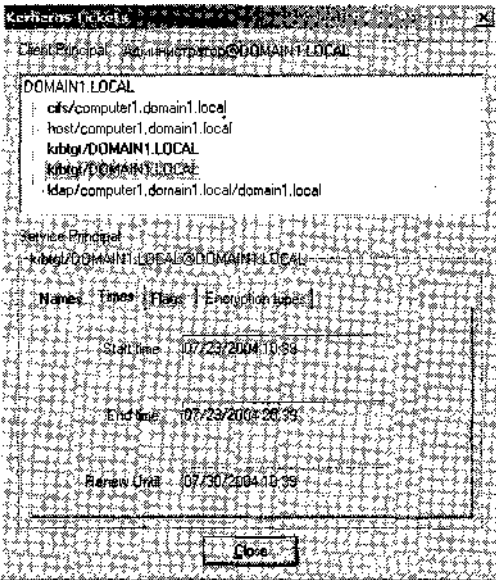 Kerberos Tickets
Client Principal Администратор@DOMAIN1.LOCAL
DOMAIN1.LOCAL
cifs/computer1.domain1.local
host/computer1.domain1.local
krbtgt/DOMAIN1.LOCAL
krbtgt/DOMAIN1.LOCAL
ldap/computer1.domain1.local/domain1.local
Service Principal
krbtgt/DOMAIN1.LOCAL@DOMAIN1.LOCAL
Names Times Flags Encryption types
Start time 07/23/2004 10:39
End time 07/23/2004 20:39
Renew Until 07/30/2004 10:39
Close